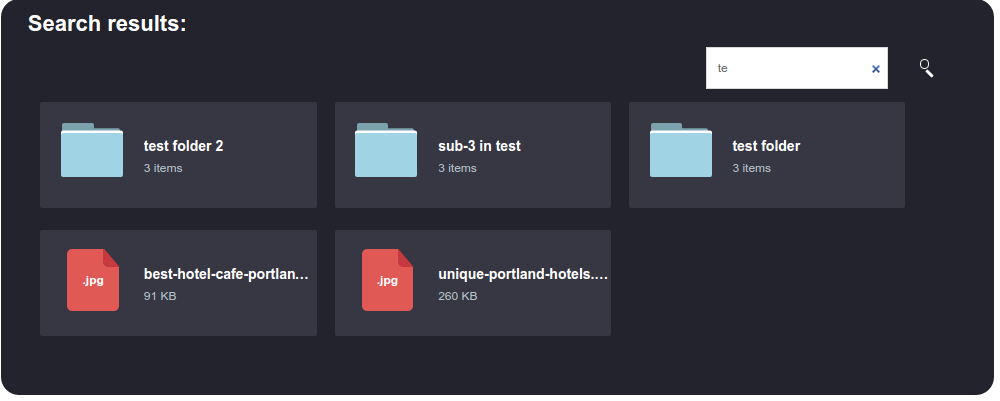 Search results:
te
test folder 2
3 items
sub-3 in test
3 items
test folder
3 items
.jpg
best-hotel-cafe-portlan...
91 KB
.jpg
unique-portland-hotels....
260 KB